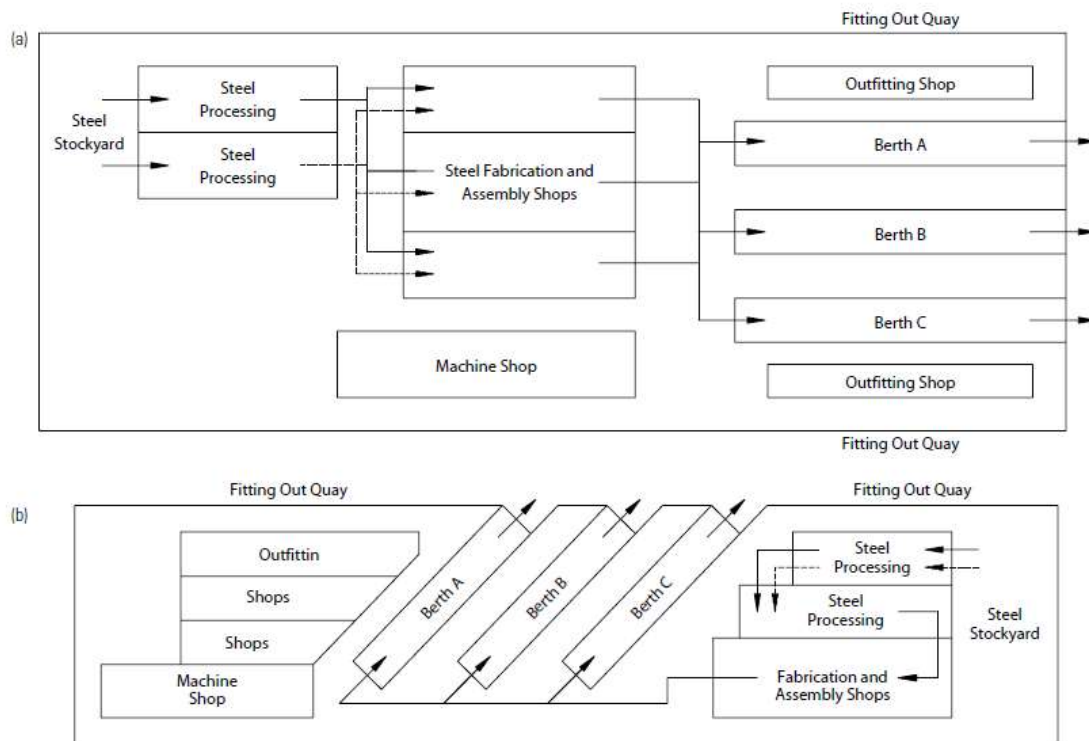 Fitting Out Quay
(a)
Steel
Processing
Outfitting Shop
Steel
Stockyard
Berth A
Steel
Processing
Steel Fabrication and
Assembly Shops
Berth B
Berth C
Machine Shop
Outfitting Shop
Fitting Out Quay
Fitting Out Quay
Fitting Out Quay
(b)
Outfittin
Shops
Shops
Machine
Shop
Berth A
Berth B
Berth C
Steel
Processing
Steel
Processing
Steel
Stockyard
Fabrication and
Assembly Shops